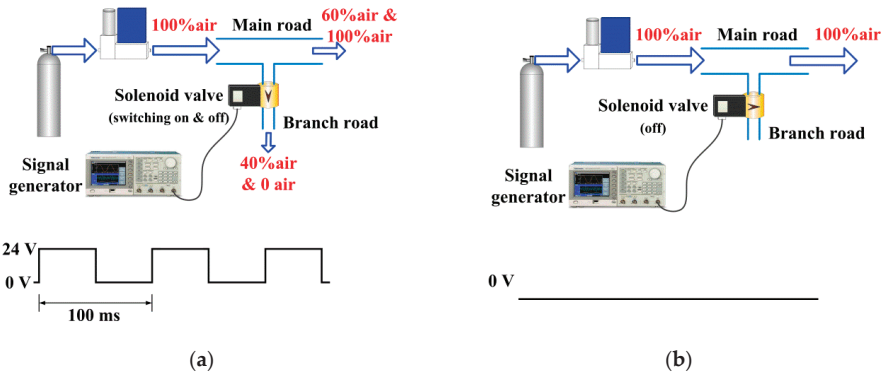 60%air &
100%air
100%air
Main road
Solenoid valve
(switching on & off)
Branch road
40%air
& 0 air
Signal
generator
24 V
0 V
100 ms
(a)
100%air
Main road
100%air
Solenoid valve
(off)
Branch road
Signal
generator
0 V
(b)